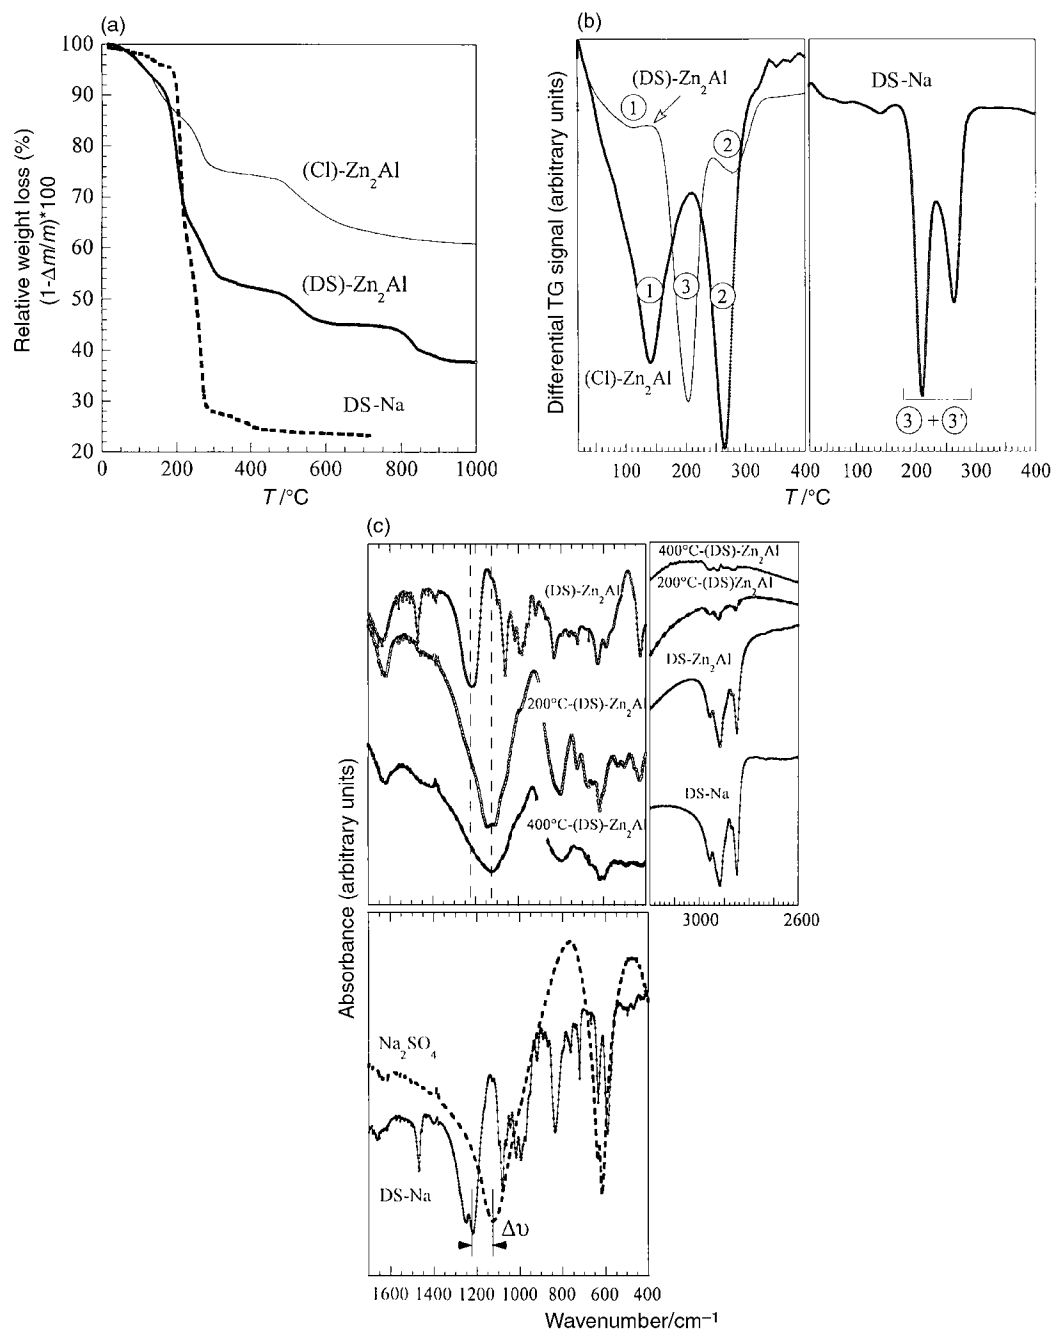 (a)
Relative weight loss (%)
(1-Δm/m)*100
100
90
80
70
60
50
40
30
20
(Cl)-Zn2Al
(DS)-Zn2Al
DS-Na
0
200
400
600
800
1000
T /°C
(b)
Differential TG signal (arbitrary units)
(DS)-Zn2Al
1
2
1
3
2
(Cl)-Zn2Al
100
200
300
400
DS-Na
3 + 3'
100
200
300
400
T /°C
(c)
Absorbance (arbitrary units)
(DS)-Zn2Al
200°C-(DS)-Zn2Al
400°C-(DS)-Zn2Al
400°C-(DS)-Zn2Al
200°C-(DS)Zn2Al
DS-Zn2Al
DS-Na
3000
2600
Na2SO4
DS-Na
Δυ
1600
1400
1200
1000
800
600
400
Wavenumber/cm⁻¹